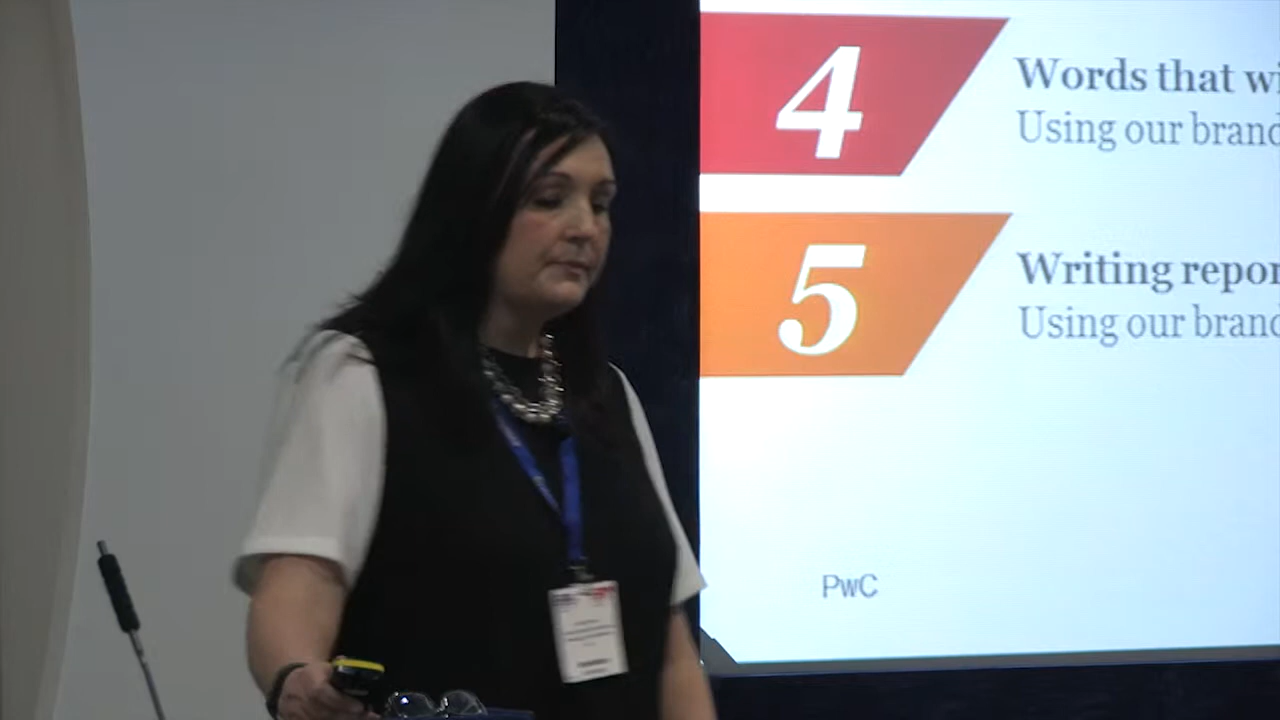 4
Words that wi
Using our brand
5
Writing repor
Using our brand
PwC